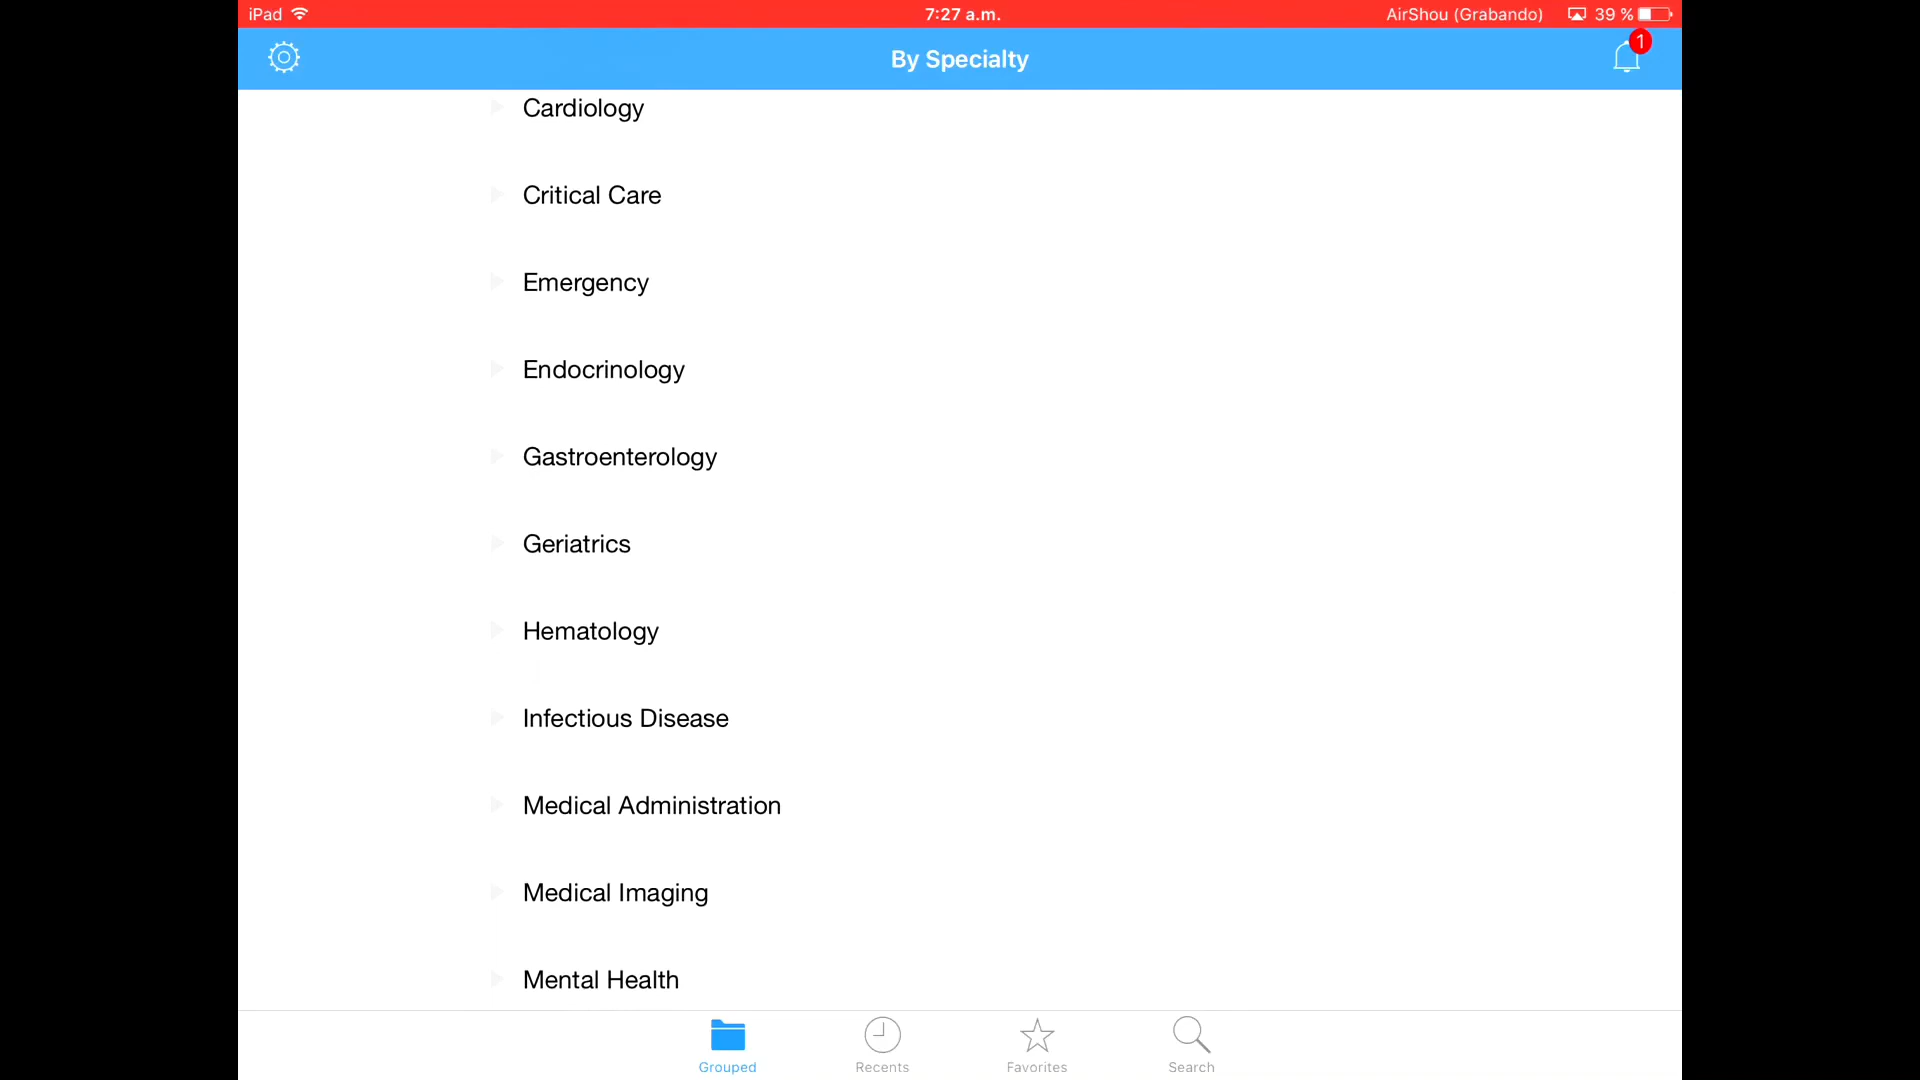 iPad 7:27 a.m. AirShou (Grabando) 39 %
By Specialty 1
Cardiology
Critical Care
Emergency
Endocrinology
Gastroenterology
Geriatrics
Hematology
Infectious Disease
Medical Administration
Medical Imaging
Mental Health
Grouped Recents Favorites Search